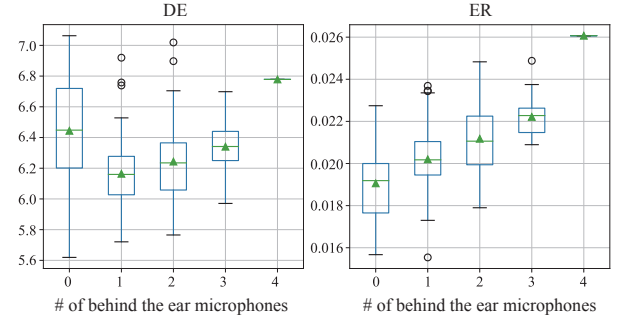 DE
7.0
6.8
6.6
6.4
6.2
6.0
5.8
5.6
0 1 2 3 4
# of behind the ear microphones
ER
0.026
0.024
0.022
0.020
0.018
0.016
0 1 2 3 4
# of behind the ear microphones